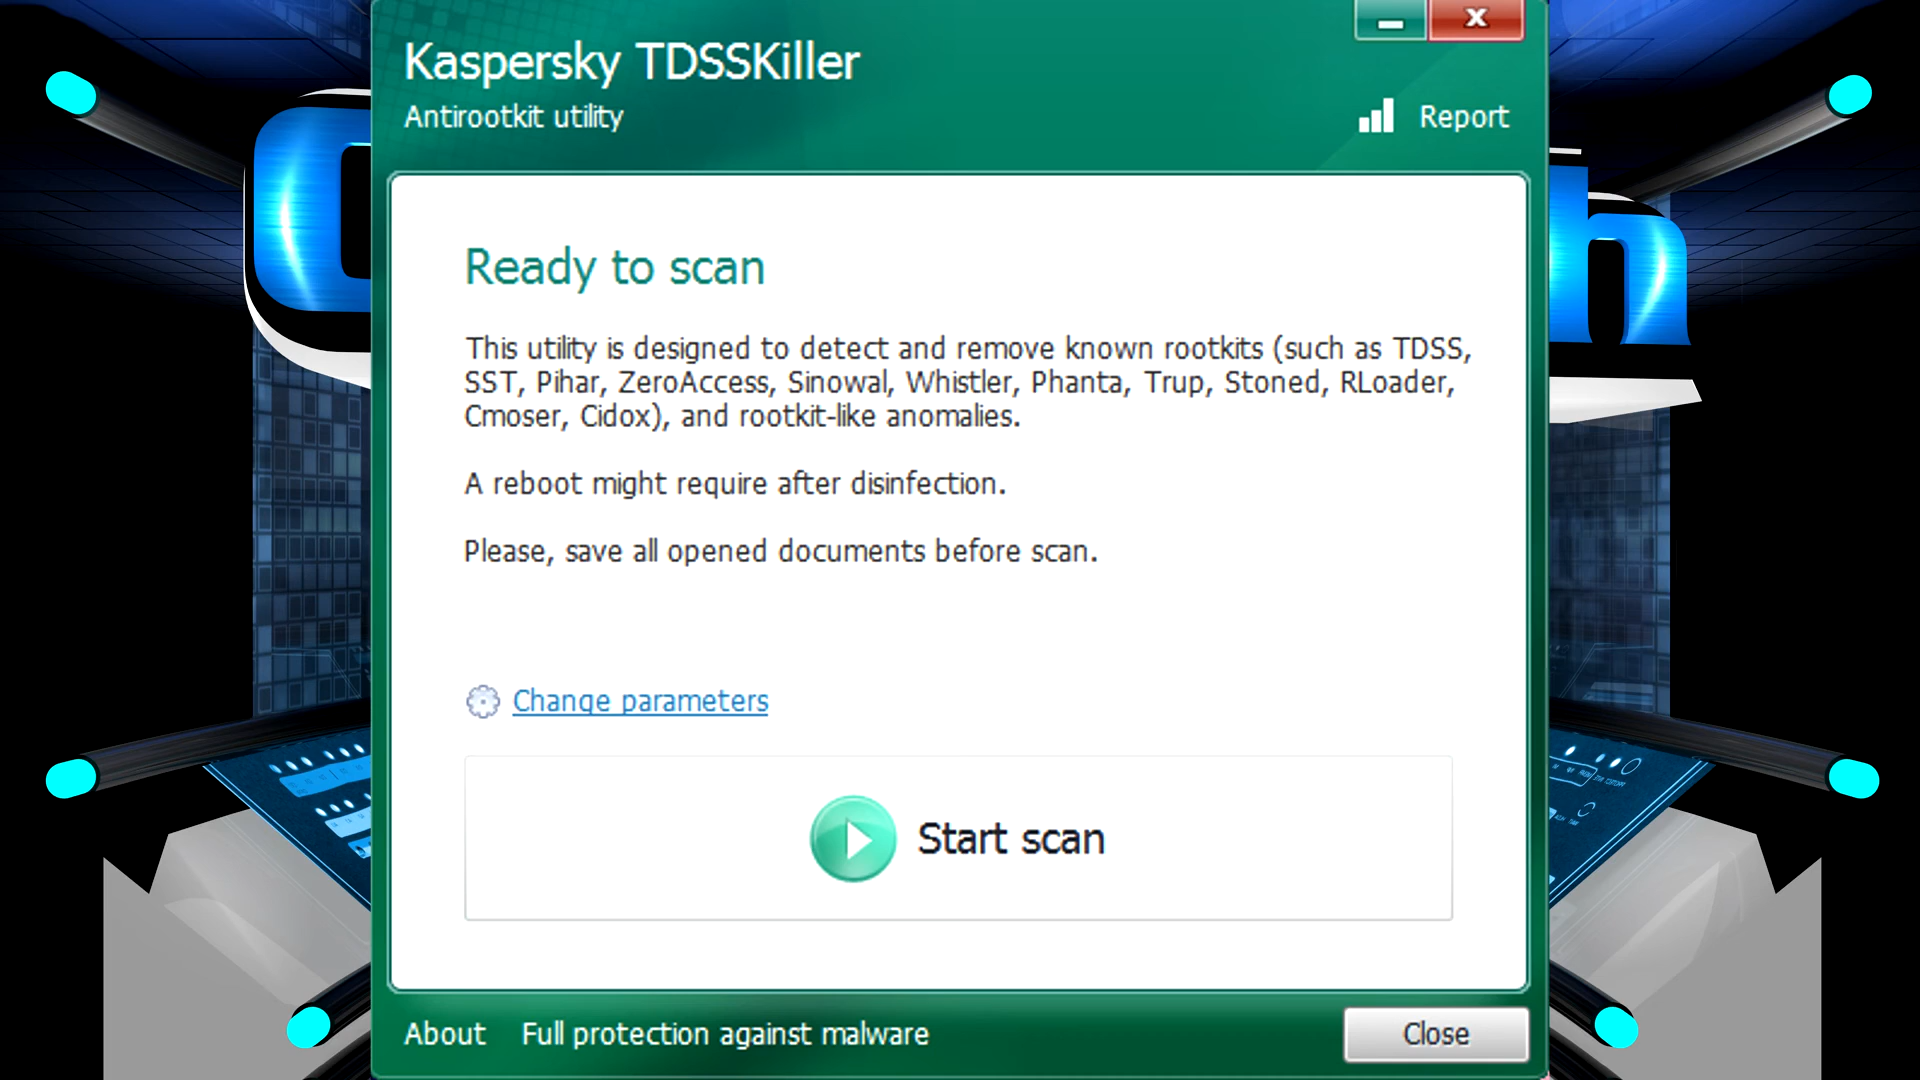 Kaspersky TDSSKiller
Antirootkit utility
Report
Ready to scan
This utility is designed to detect and remove known rootkits (such as TDSS,
SST, Pihar, ZeroAccess, Sinowal, Whistler, Phanta, Trup, Stoned, RLoader,
Cmoser, Cidox), and rootkit-like anomalies.
A reboot might require after disinfection.
Please, save all opened documents before scan.
Change parameters
Start scan
About Full protection against malware
Close